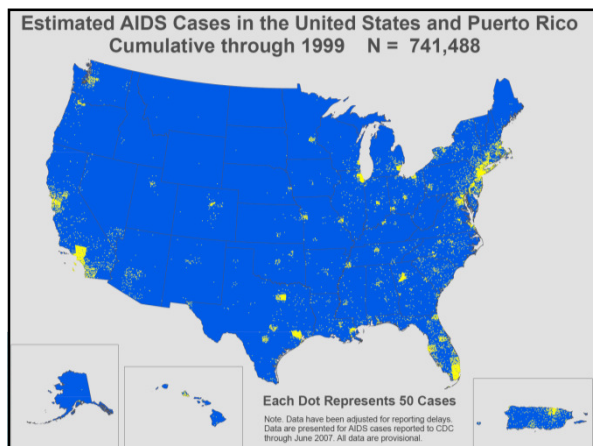 Estimated AIDS Cases in the United States and Puerto Rico
Cumulative through 1999 N = 741,488
Each Dot Represents 50 Cases
Note. Data have been adjusted for reporting delays.
Data are presented for AIDS cases reported to CDC
through June 2007. All data are provisional.